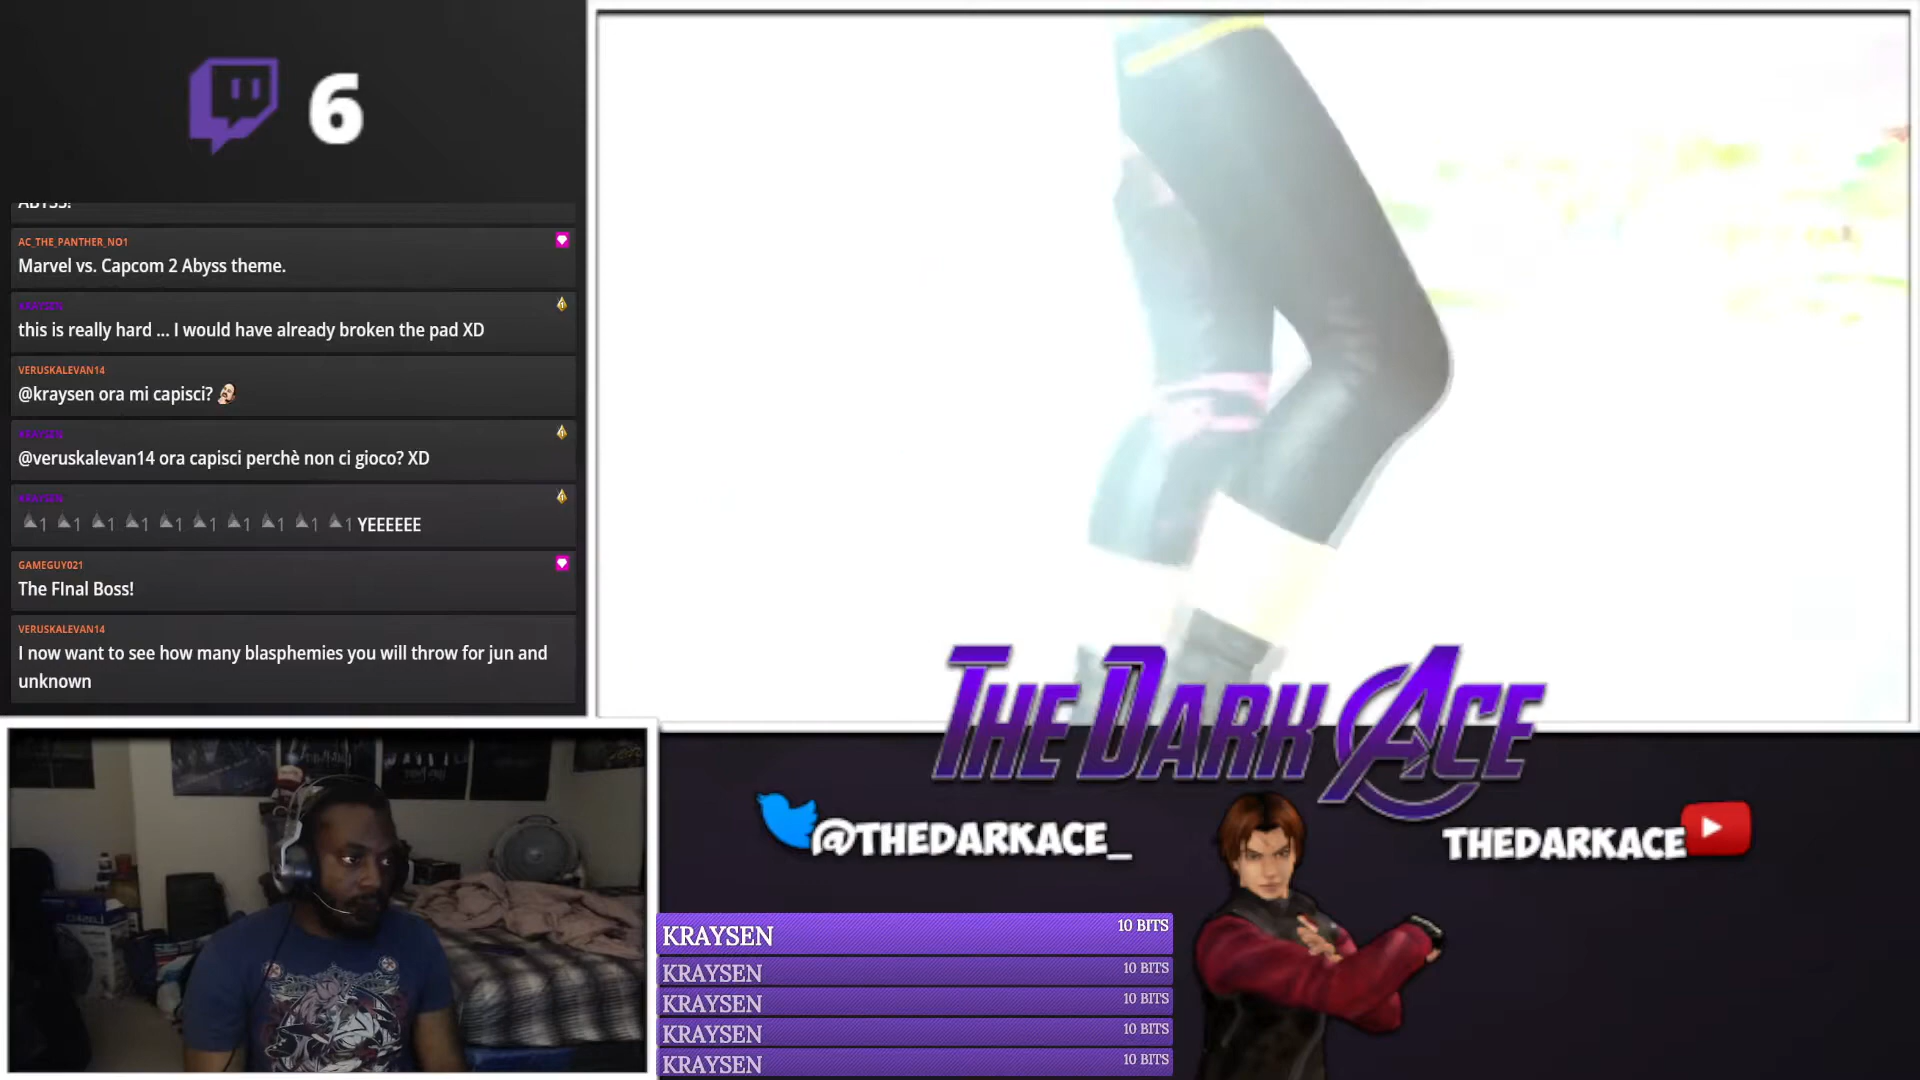 6
ABYSS!
AC_THE_PANTHER_NO1
Marvel vs. Capcom 2 Abyss theme.
KRAYSEN
this is really hard ... I would have already broken the pad XD
VERUSKALEVAN14
@kraysen ora mi capisci?
KRAYSEN
@veruskalevan14 ora capisci perchè non ci gioco? XD
KRAYSEN
1 1 1 1 1 1 1 1 1 1 YEEEEEE
GAMEGUY021
The FInal Boss!
VERUSKALEVAN14
I now want to see how many blasphemies you will throw for jun and
unknown
THE DARK ACE
@THEDARKACE_
THEDARKACE
KRAYSEN 10 BITS
KRAYSEN 10 BITS
KRAYSEN 10 BITS
KRAYSEN 10 BITS
KRAYSEN 10 BITS